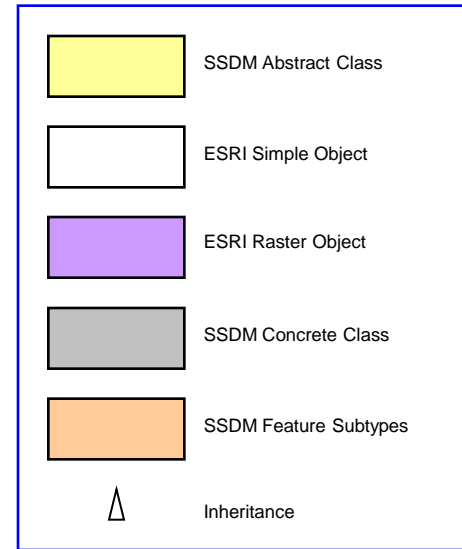 SSDM Abstract Class
ESRI Simple Object
ESRI Raster Object
SSDM Concrete Class
SSDM Feature Subtypes
Inheritance